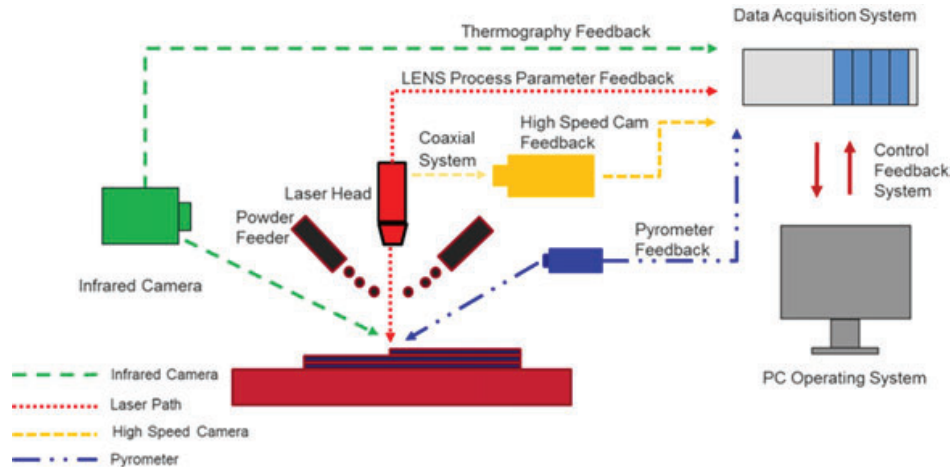 Data Acquisition System
Thermography Feedback
LENS Process Parameter Feedback
High Speed Cam
Feedback
Coaxial
System
Control
Feedback
System
Laser Head
Powder
Feeder
Pyrometer
Feedback
Infrared Camera
PC Operating System
Infrared Camera
Laser Path
High Speed Camera
Pyrometer